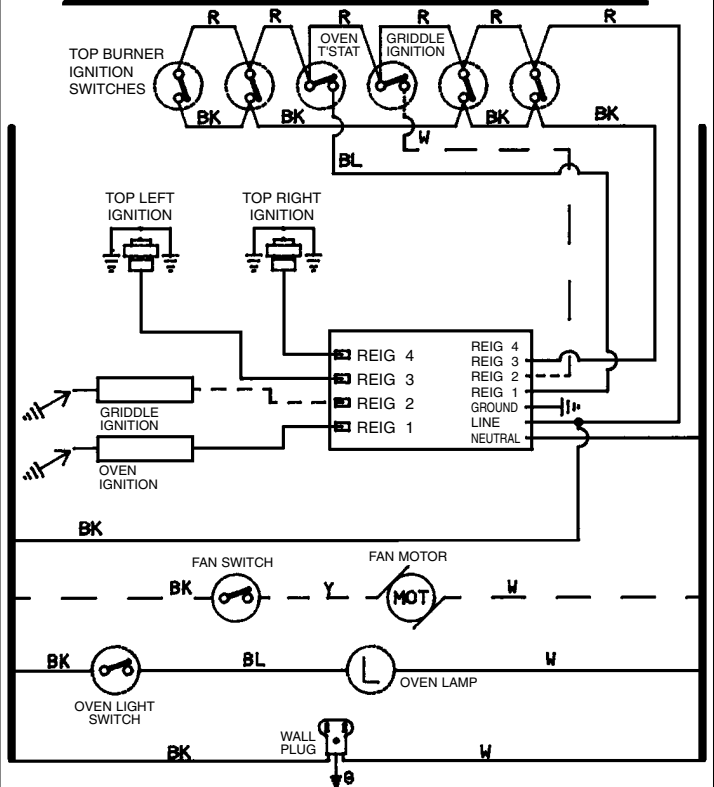 R R R R R
OVEN T'STAT
GRIDDLE IGNITION
TOP BURNER
IGNITION
SWITCHES
BK BK BK BK
W
BL
TOP LEFT
IGNITION
TOP RIGHT
IGNITION
REIG 4
REIG 3
REIG 2
REIG 1
REIG 4
REIG 3
REIG 2
REIG 1
GROUND
LINE
NEUTRAL
GRIDDLE
IGNITION
OVEN
IGNITION
BK
FAN SWITCH
FAN MOTOR
BK Y MOT W
BK BL L W
OVEN LAMP
OVEN LIGHT
SWITCH
WALL
PLUG
BK W
G